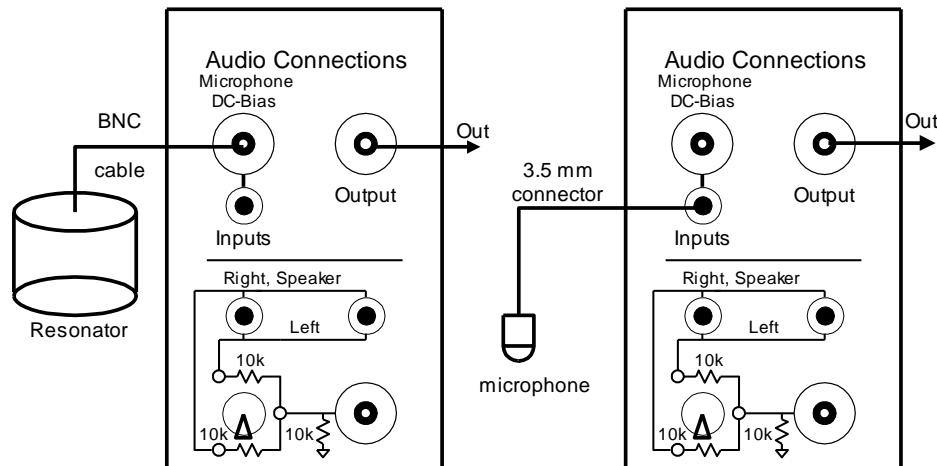 Audio Connections
Microphone
DC-Bias
BNC
cable
Out
Output
Inputs
Right, Speaker
Left
Resonator
10k
10k
10k
Audio Connections
Microphone
DC-Bias
Out
3.5 mm
connector
Output
Inputs
Right, Speaker
Left
microphone
10k
10k
10k